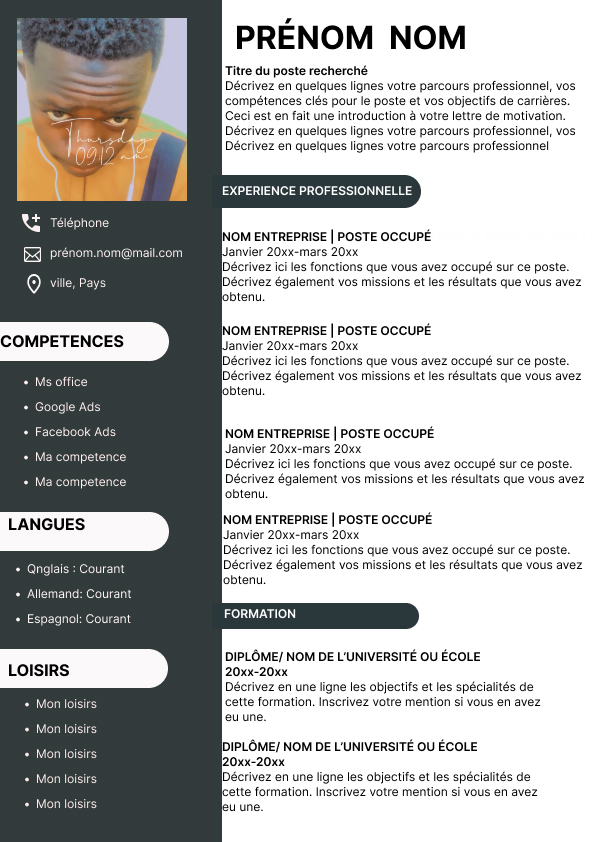 Thursday
09:12 am
Téléphone
prénom.nom@mail.com
ville, Pays
COMPETENCES
• Ms office
• Google Ads
• Facebook Ads
• Ma competence
• Ma competence
LANGUES
• Qnglais : Courant
• Allemand: Courant
• Espagnol: Courant
LOISIRS
• Mon loisirs
• Mon loisirs
• Mon loisirs
• Mon loisirs
• Mon loisirs
PRÉNOM NOM
Titre du poste recherché
Décrivez en quelques lignes votre parcours professionnel, vos
compétences clés pour le poste et vos objectifs de carrières.
Ceci est en fait une introduction à votre lettre de motivation.
Décrivez en quelques lignes votre parcours professionnel, vos
Décrivez en quelques lignes votre parcours professionnel
EXPERIENCE PROFESSIONNELLE
NOM ENTREPRISE | POSTE OCCUPÉ
Janvier 20xx-mars 20xx
Décrivez ici les fonctions que vous avez occupé sur ce poste.
Décrivez également vos missions et les résultats que vous avez
obtenu.
NOM ENTREPRISE | POSTE OCCUPÉ
Janvier 20xx-mars 20xx
Décrivez ici les fonctions que vous avez occupé sur ce poste.
Décrivez également vos missions et les résultats que vous avez
obtenu.
NOM ENTREPRISE | POSTE OCCUPÉ
Janvier 20xx-mars 20xx
Décrivez ici les fonctions que vous avez occupé sur ce poste.
Décrivez également vos missions et les résultats que vous avez
obtenu.
NOM ENTREPRISE | POSTE OCCUPÉ
Janvier 20xx-mars 20xx
Décrivez ici les fonctions que vous avez occupé sur ce poste.
Décrivez également vos missions et les résultats que vous avez
obtenu.
FORMATION
DIPLÔME/ NOM DE L’UNIVERSITÉ OU ÉCOLE
20xx-20xx
Décrivez en une ligne les objectifs et les spécialités de
cette formation. Inscrivez votre mention si vous en avez
eu une.
DIPLÔME/ NOM DE L’UNIVERSITÉ OU ÉCOLE
20xx-20xx
Décrivez en une ligne les objectifs et les spécialités de
cette formation. Inscrivez votre mention si vous en avez
eu une.